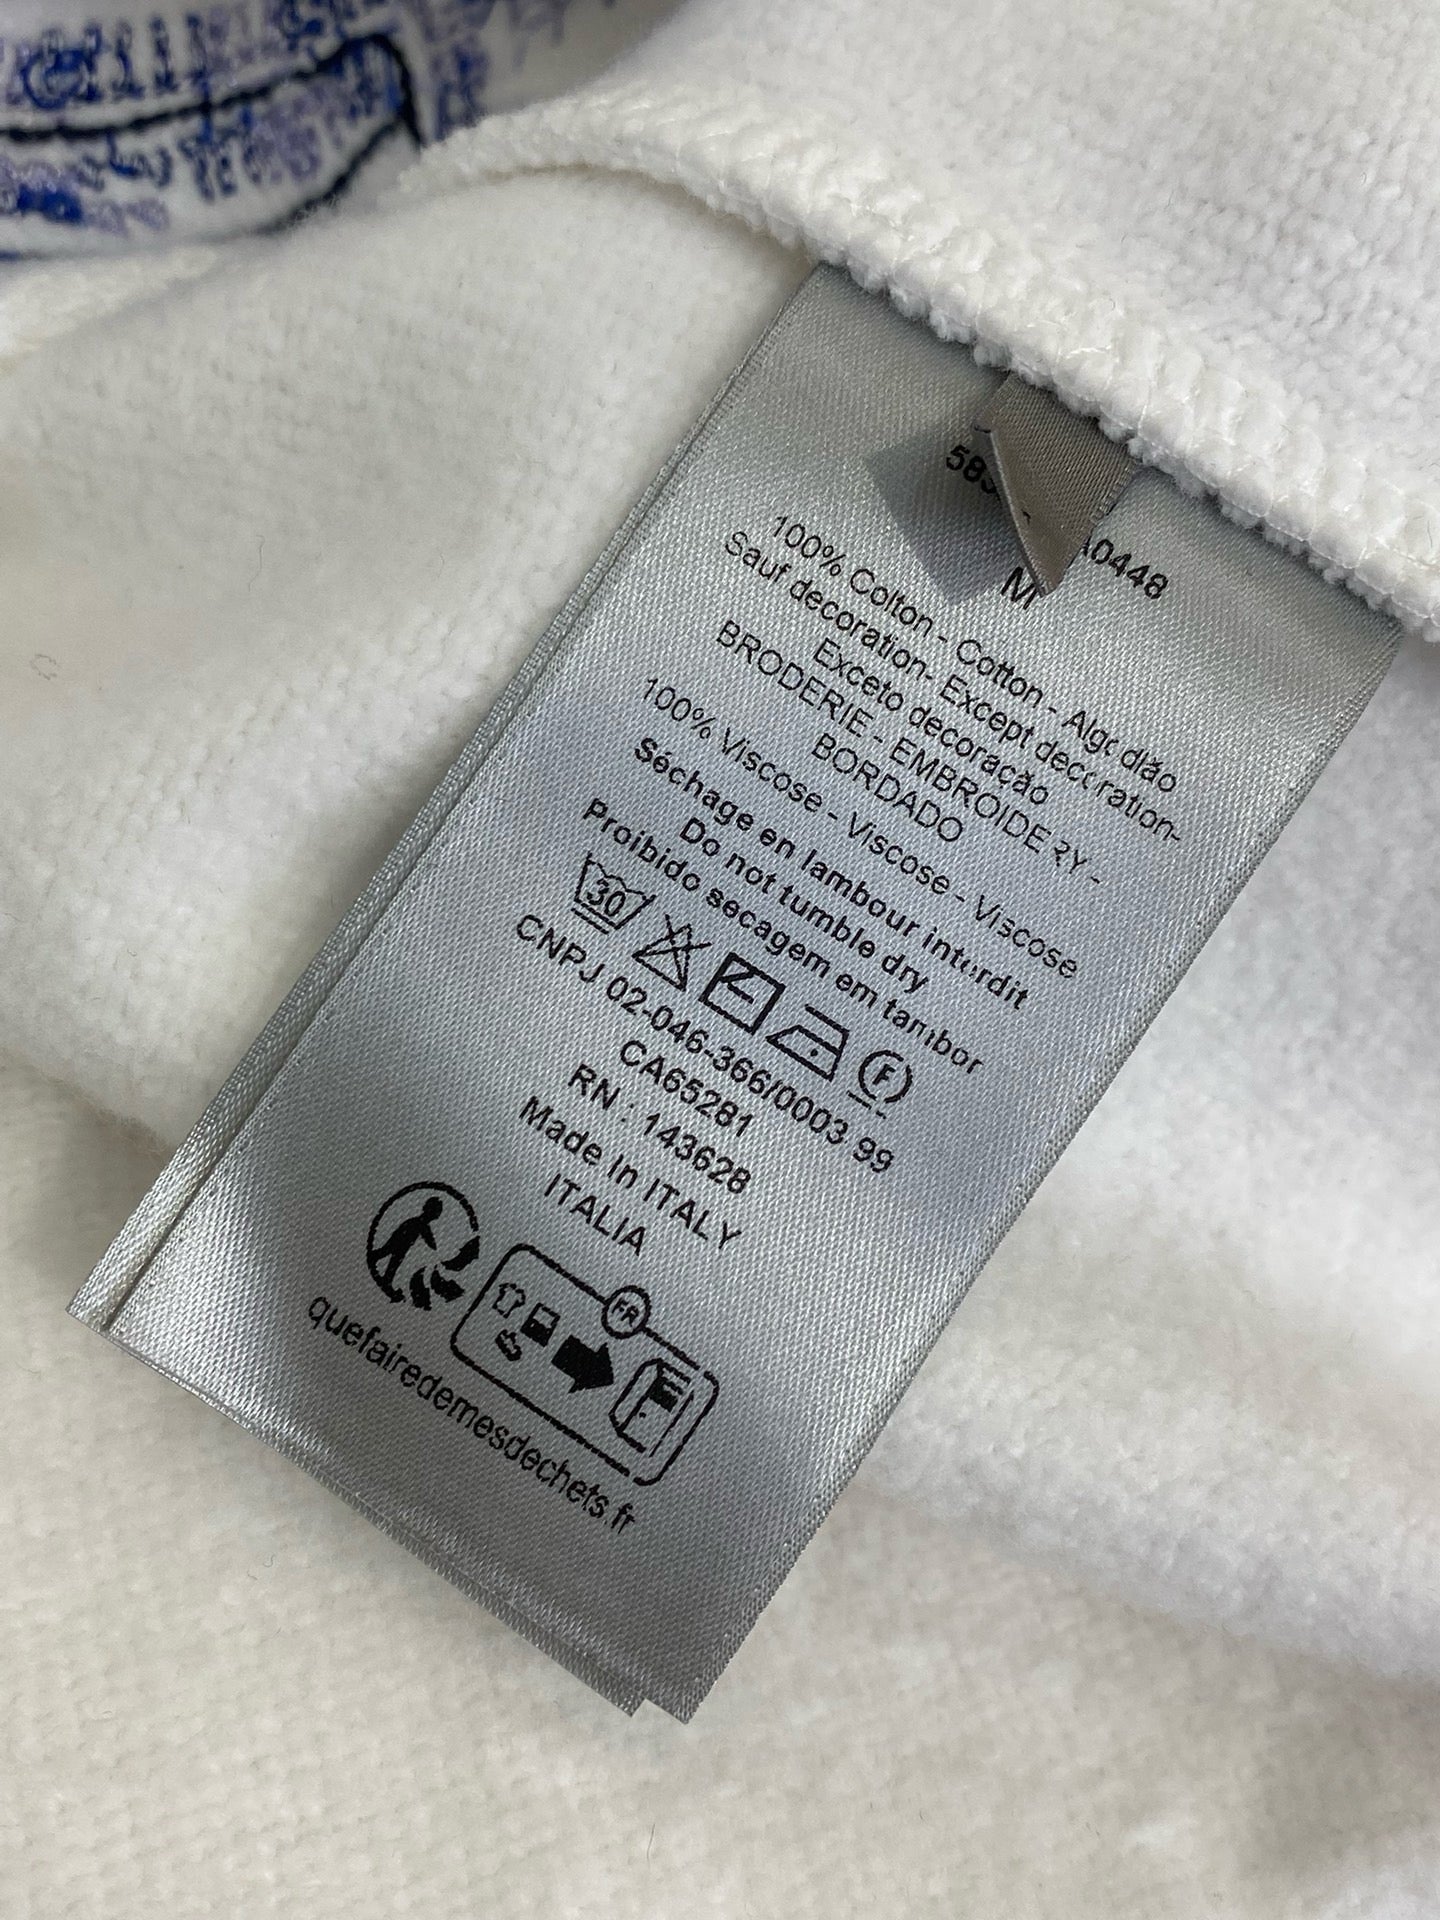 A0448
M
100% Coton - Cotton - Algodão
Sauf decoration- Except decoration-
Exceto decoração
BRODERIE - EMBROIDERY -
BORDADO
100% Viscose - Viscose - Viscose
Séchage en tambour interdit
Do not tumble dry
Proibido secagem em tambor
30
F
CNPJ 02-046-366/0003 99
CA65281
RN : 143628
Made in ITALY
ITALIA
FR
quefairedemesdechets.fr